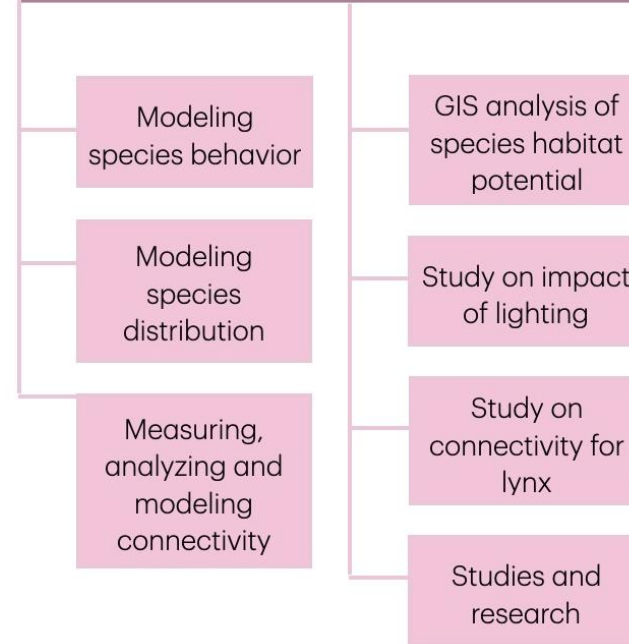 Modeling
species behavior
Modeling
species
distribution
Measuring,
analyzing and
modeling
connectivity
GIS analysis of
species habitat
potential
Study on impact
of lighting
Study on
connectivity for
lynx
Studies and
research